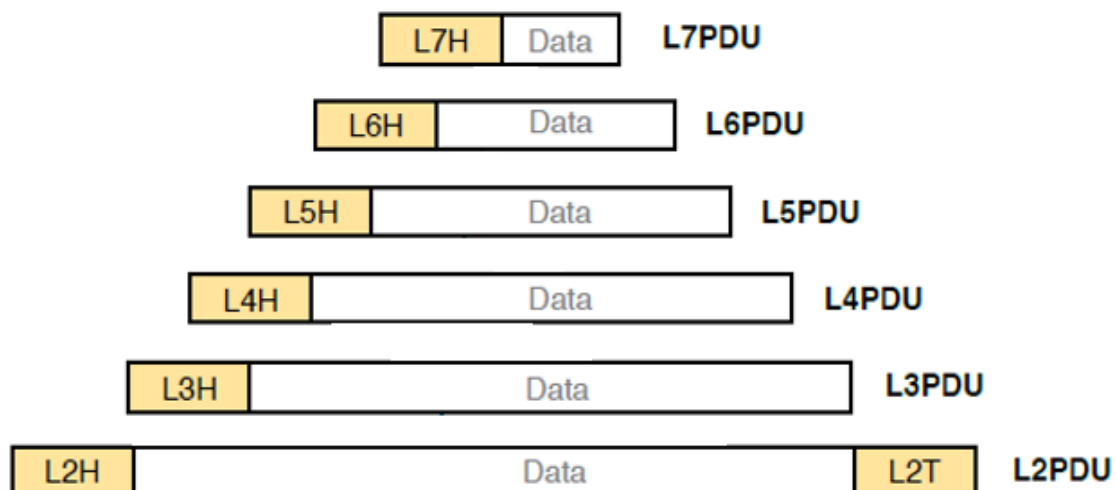 L7H Data L7PDU
L6H Data L6PDU
L5H Data L5PDU
L4H Data L4PDU
L3H Data L3PDU
L2H Data L2T L2PDU